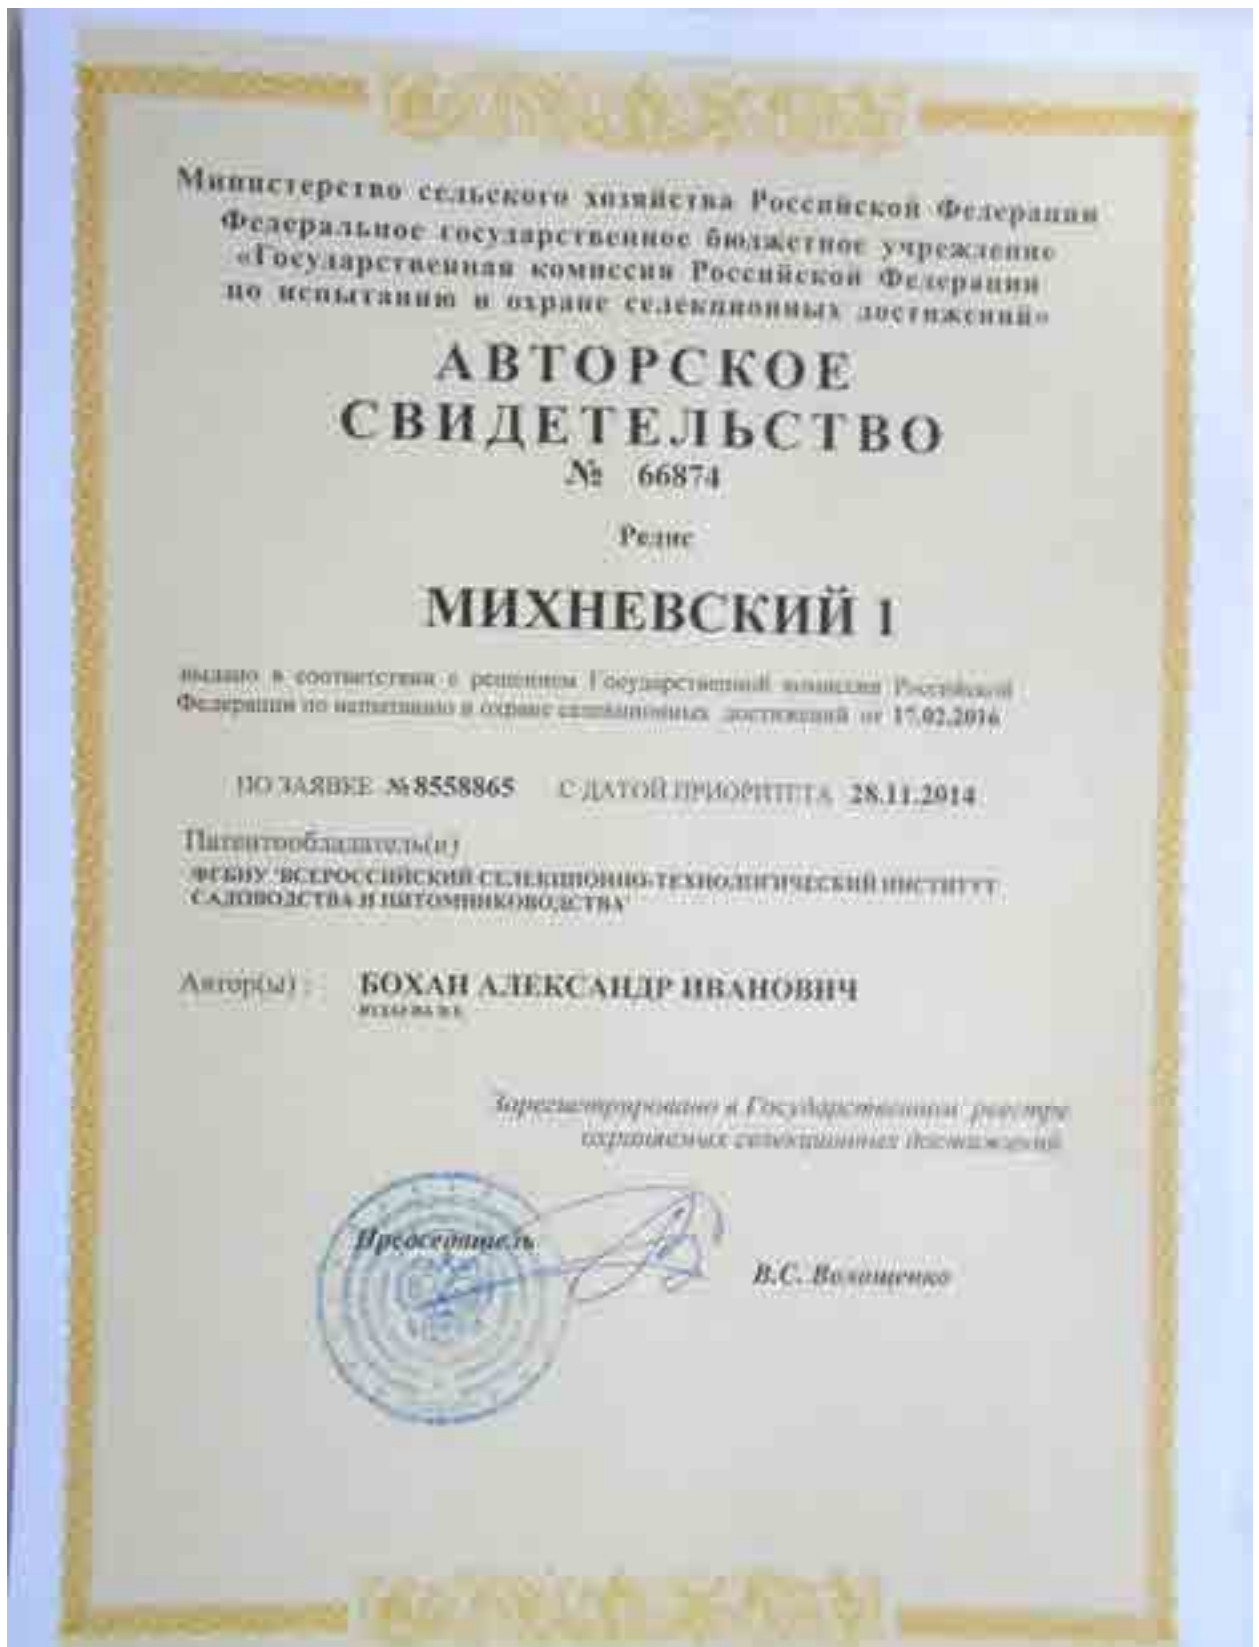 Министерство сельского хозяйства Российской Федерации
Федеральное государственное бюджетное учреждение
«Государственная комиссия Российской Федерации
по испытанию и охране селекционных достижений»
АВТОРСКОЕ
СВИДЕТЕЛЬСТВО
№ 66874
Редис
МИХНЕВСКИЙ 1
выдано в соответствии с решением Государственной комиссии Российской
Федерации по испытанию и охране селекционных достижений от 17.02.2016
ПО ЗАЯВКЕ № 8558865 С ДАТОЙ ПРИОРИТЕТА 28.11.2014
Патентообладатель(и)
ФГБНУ 'ВСЕРОССИЙСКИЙ СЕЛЕКЦИОННО-ТЕХНОЛОГИЧЕСКИЙ ИНСТИТУТ
САДОВОДСТВА И ПИТОМНИКОВОДСТВА'
Автор(ы) : БОХАН АЛЕКСАНДР ИВАНОВИЧ
Зарегистрировано в Государственном реестре
охраняемых селекционных достижений
Председатель
В.С. Волощенко